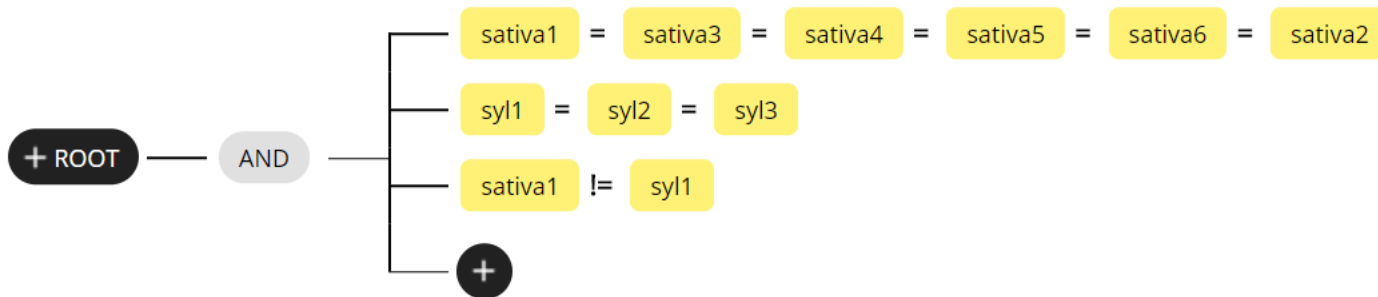 sativa1 = sativa3 = sativa4 = sativa5 = sativa6 = sativa2
syl1 = syl2 = syl3
+ ROOT AND
sativa1 != syl1
+